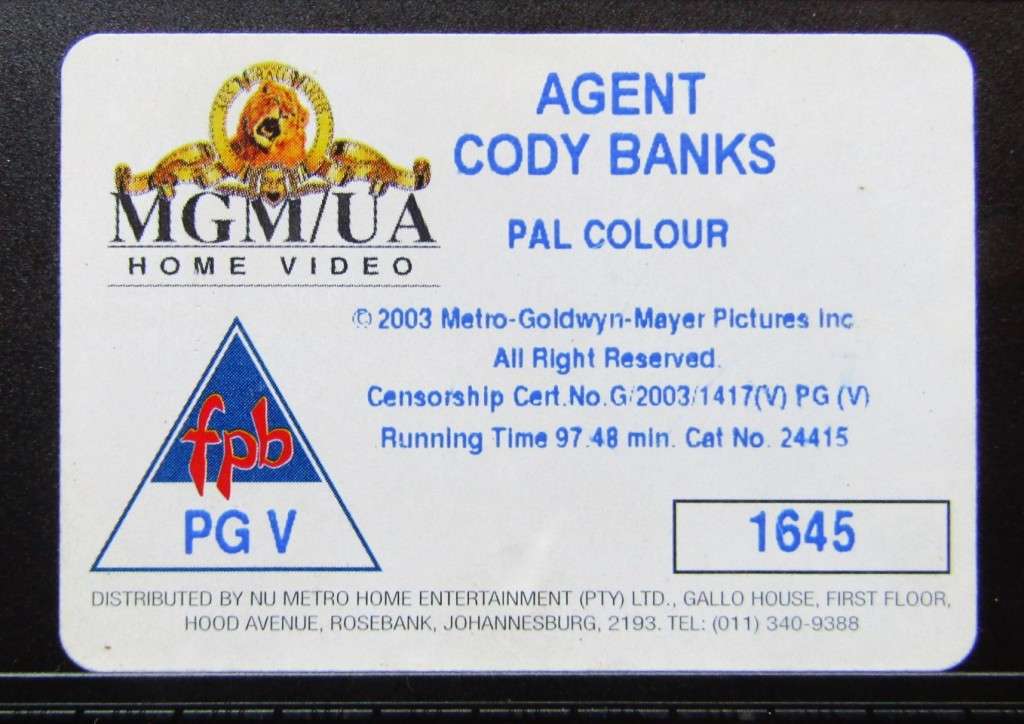 AGENT
CODY BANKS
MGM/UA
HOME VIDEO
PAL COLOUR
© 2003 Metro-Goldwyn-Mayer Pictures Inc
All Right Reserved.
Censorship Cert.No.G/2003/1417(V) PG (V)
Running Time 97.48 min. Cat No. 24415
fpb
PG V
1645
DISTRIBUTED BY NU METRO HOME ENTERTAINMENT (PTY) LTD., GALLO HOUSE, FIRST FLOOR,
HOOD AVENUE, ROSEBANK, JOHANNESBURG, 2193. TEL: (011) 340-9388